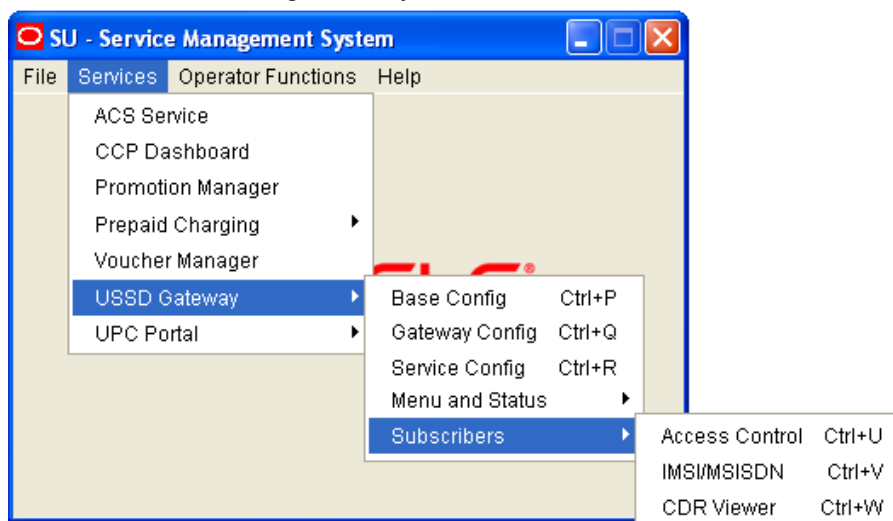 SU - Service Management System
File Services Operator Functions Help
ACS Service
CCP Dashboard
Promotion Manager
Prepaid Charging
Voucher Manager
USSD Gateway
UPC Portal
Base Config Ctrl+P
Gateway Config Ctrl+Q
Service Config Ctrl+R
Menu and Status
Subscribers
Access Control Ctrl+U
IMSI/MSISDN Ctrl+V
CDR Viewer Ctrl+W